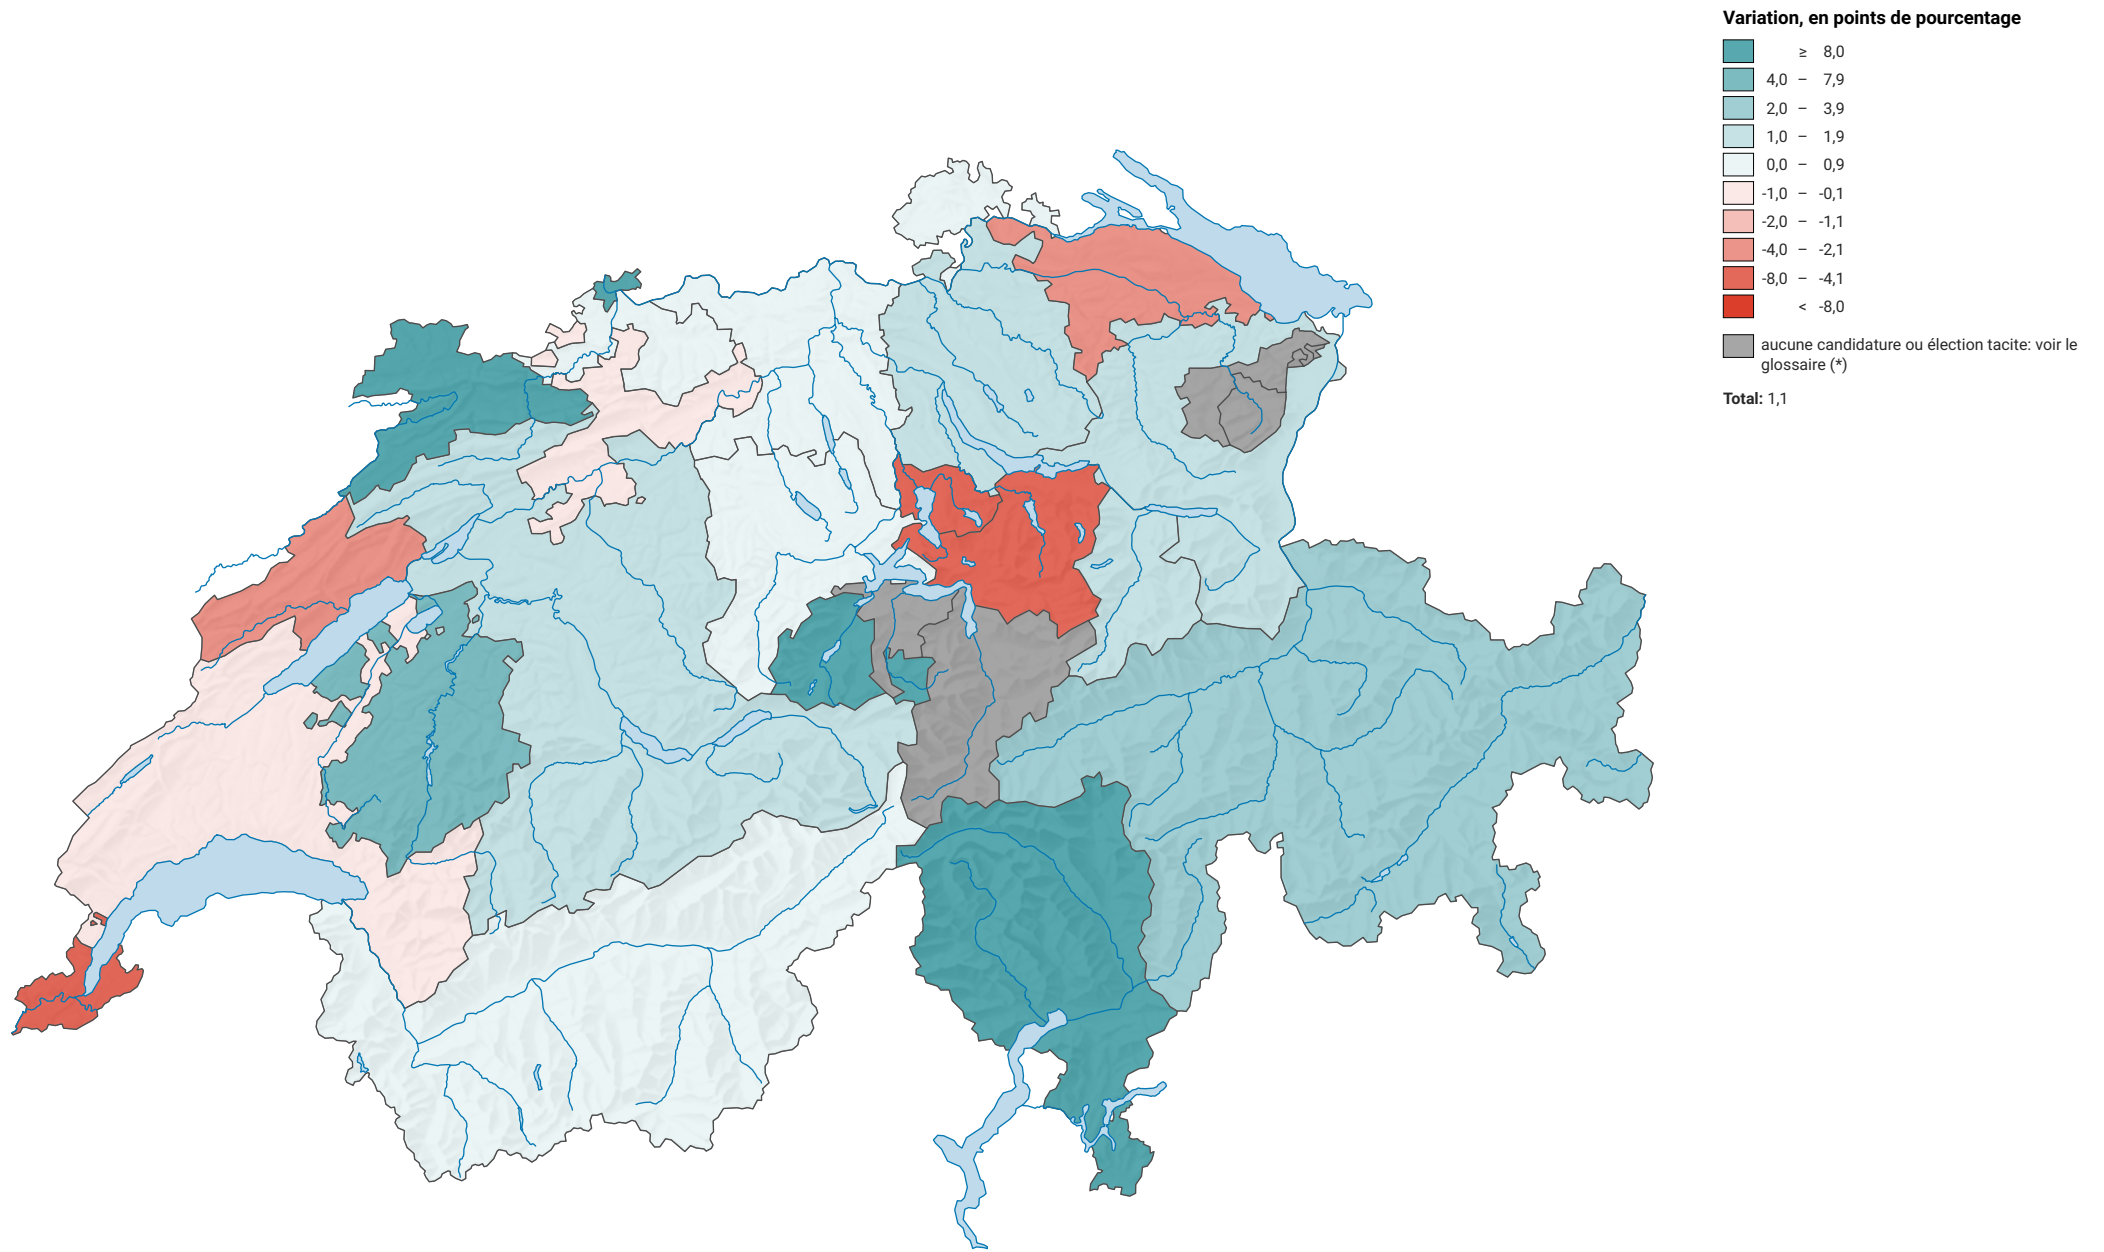 Variation, en points de pourcentage
≥ 8,0
4,0 – 7,9
2,0 – 3,9
1,0 – 1,9
0,0 – 0,9
-1,0 – -0,1
-2,0 – -1,1
-4,0 – -2,1
-8,0 – -4,1
< -8,0
aucune candidature ou élection tacite: voir le
glossaire (*)
Total: 1,1